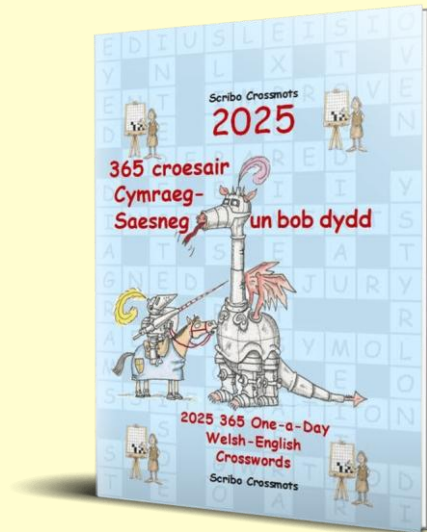 Scribo Crossmots
2025
365 croesair
Cymraeg-
Saesneg un bob dydd
2025 365 One-a-Day
Welsh-English
Crosswords
Scribo Crossmots